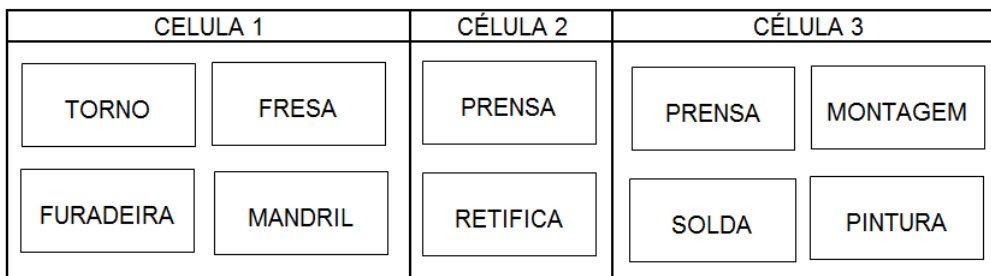 CELULA 1 CÉLULA 2 CÉLULA 3
TORNO FRESA PRENSA PRENSA MONTAGEM
FURADEIRA MANDRIL RETIFICA SOLDA PINTURA